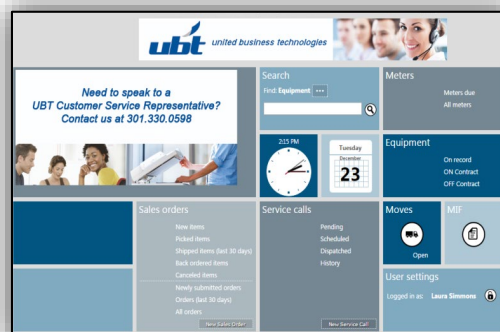 ubt united business technologies
Need to speak to a
UBT Customer Service Representative?
Contact us at 301.330.0598
Search
Find: Equipment ...
Meters
Meters due
All meters
2:15 PM
Tuesday
December
23
Equipment
On record
ON Contract
OFF Contract
Sales orders
New items
Picked items
Shipped items (last 30 days)
Back ordered items
Canceled items
Newly submitted orders
Orders (last 30 days)
All orders
New Sales Order
Service calls
Pending
Scheduled
Dispatched
History
New Service Call
Moves
Open
MIF
User settings
Logged in as: Laura Simmons